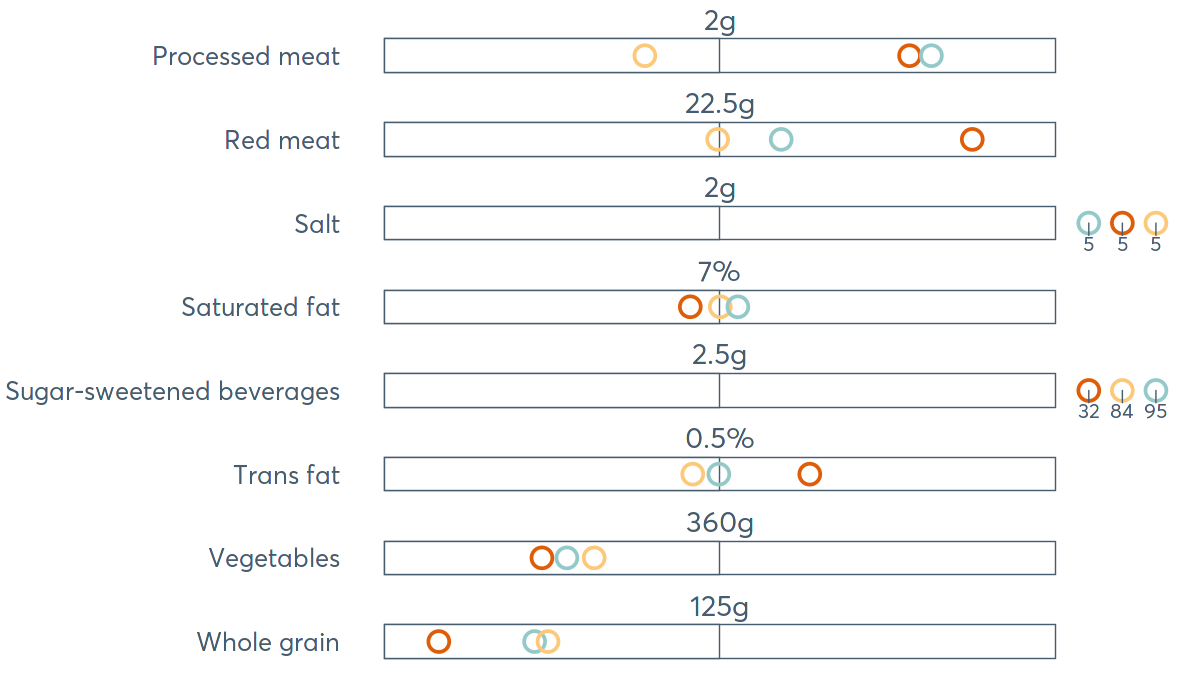 2g
Processed meat
22.5g
Red meat
2g
Salt
5 5 5
7%
Saturated fat
2.5g
Sugar-sweetened beverages
32 84 95
0.5%
Trans fat
360g
Vegetables
125g
Whole grain